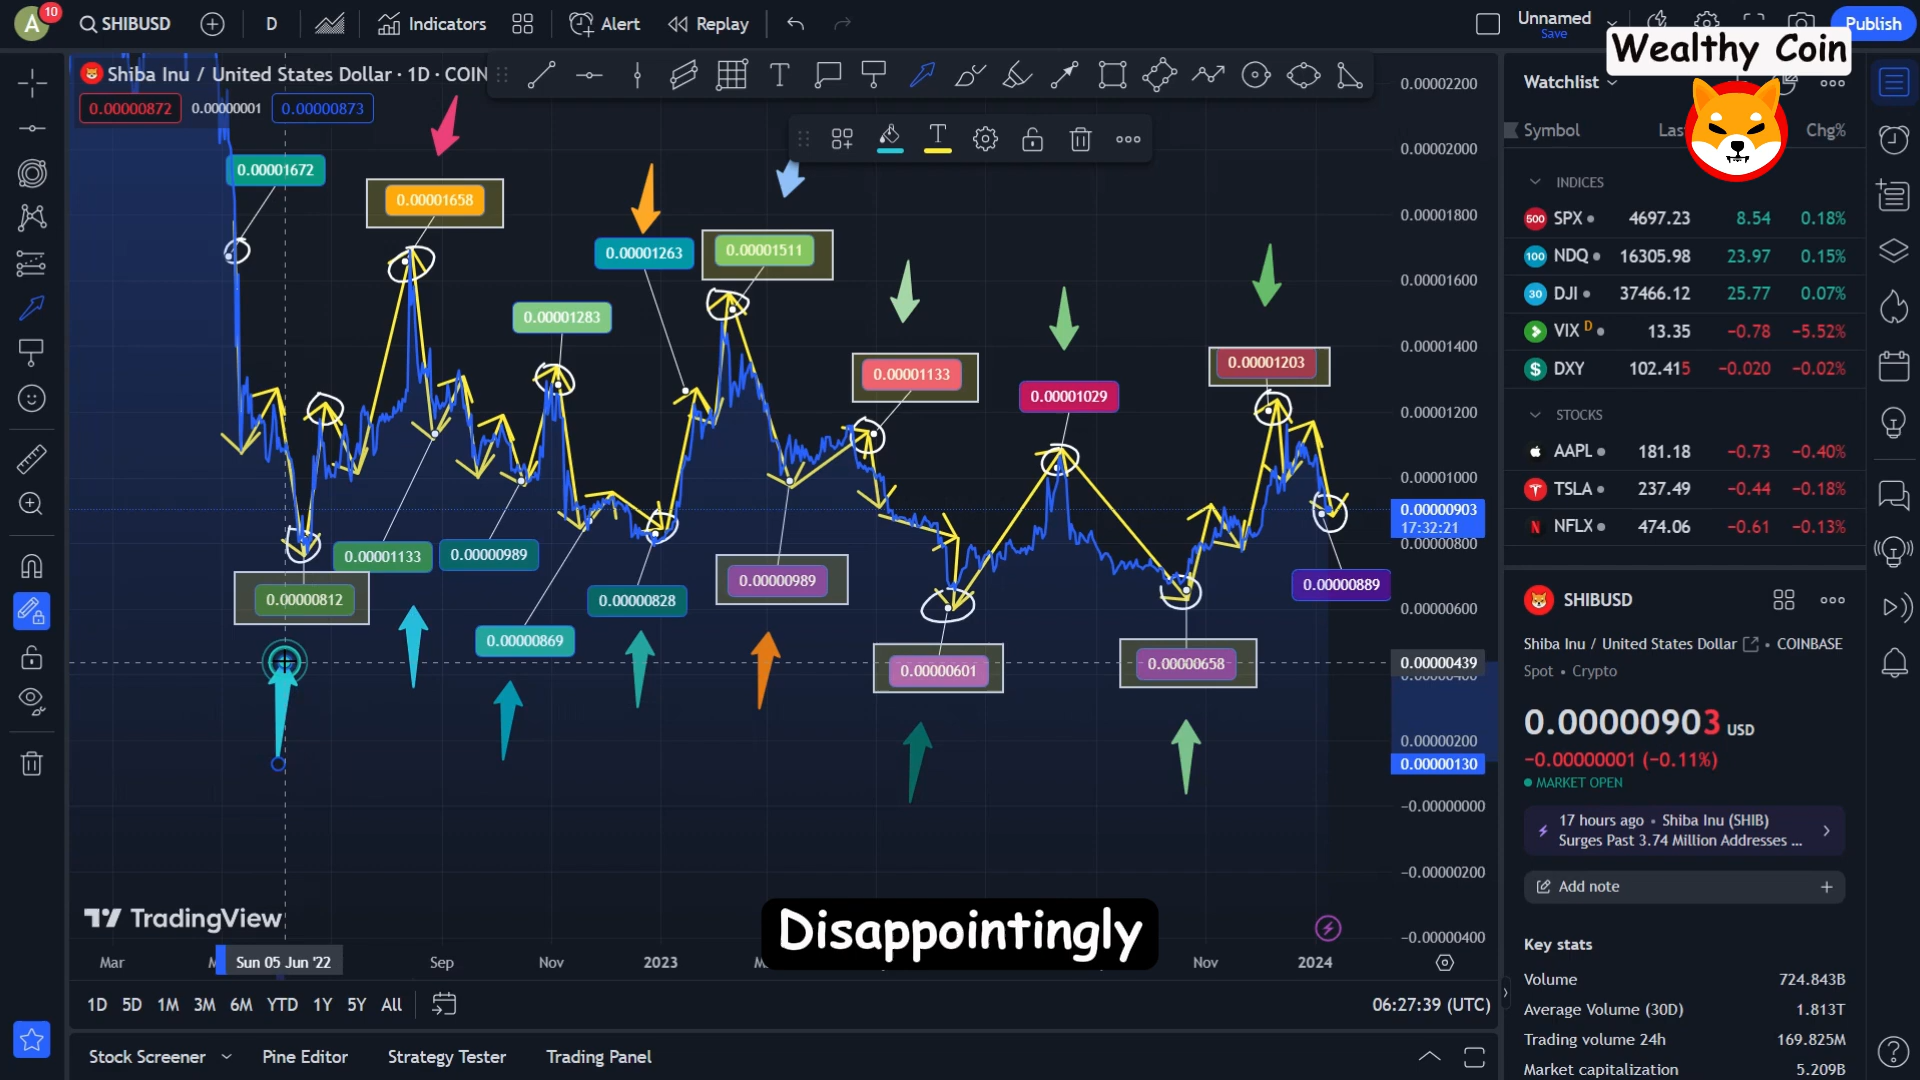 A
10
SHIBUSD
D
Indicators
Alert
Replay
Unnamed
Save
Publish
Wealthy Coin
Shiba Inu / United States Dollar · 1D · COIN
T
0.00000872
0.00000001
0.00000873
T
0.00001672
0.00001658
0.00001283
0.00001263
0.00001511
0.00001133
0.00001029
0.00001203
0.00000812
0.00001133
0.00000989
0.00000869
0.00000828
0.00000989
0.00000601
0.00000658
0.00000889
0.00002200
0.00002000
0.00001800
0.00001600
0.00001400
0.00001200
0.00001000
0.00000903
17:32:21
0.00000800
0.00000600
0.00000439
0.00000400
0.00000200
0.00000130
−0.00000000
−0.00000200
−0.00000400
TradingView
Disappointingly
Mar
Sun 05 Jun '22
Sep
Nov
2023
Nov
2024
1D
5D
1M
3M
6M
YTD
1Y
5Y
All
06:27:39 (UTC)
Stock Screener
Pine Editor
Strategy Tester
Trading Panel
Watchlist
Symbol
Chg%
INDICES
500 SPX 4697.23 8.54 0.18%
100 NDQ 16305.98 23.97 0.15%
30 DJI 37466.12 25.77 0.07%
VIX D 13.35 −0.78 −5.52%
$ DXY 102.415 −0.020 −0.02%
STOCKS
AAPL 181.18 −0.73 −0.40%
TSLA 237.49 −0.44 −0.18%
N NFLX 474.06 −0.61 −0.13%
SHIBUSD
Shiba Inu / United States Dollar • COINBASE
Spot • Crypto
0.00000903 USD
−0.00000001 (−0.11%)
MARKET OPEN
17 hours ago • Shiba Inu (SHIB)
Surges Past 3.74 Million Addresses ...
Add note
Key stats
Volume 724.843B
Average Volume (30D) 1.813T
Trading volume 24h 169.825M
Market capitalization 5.209B